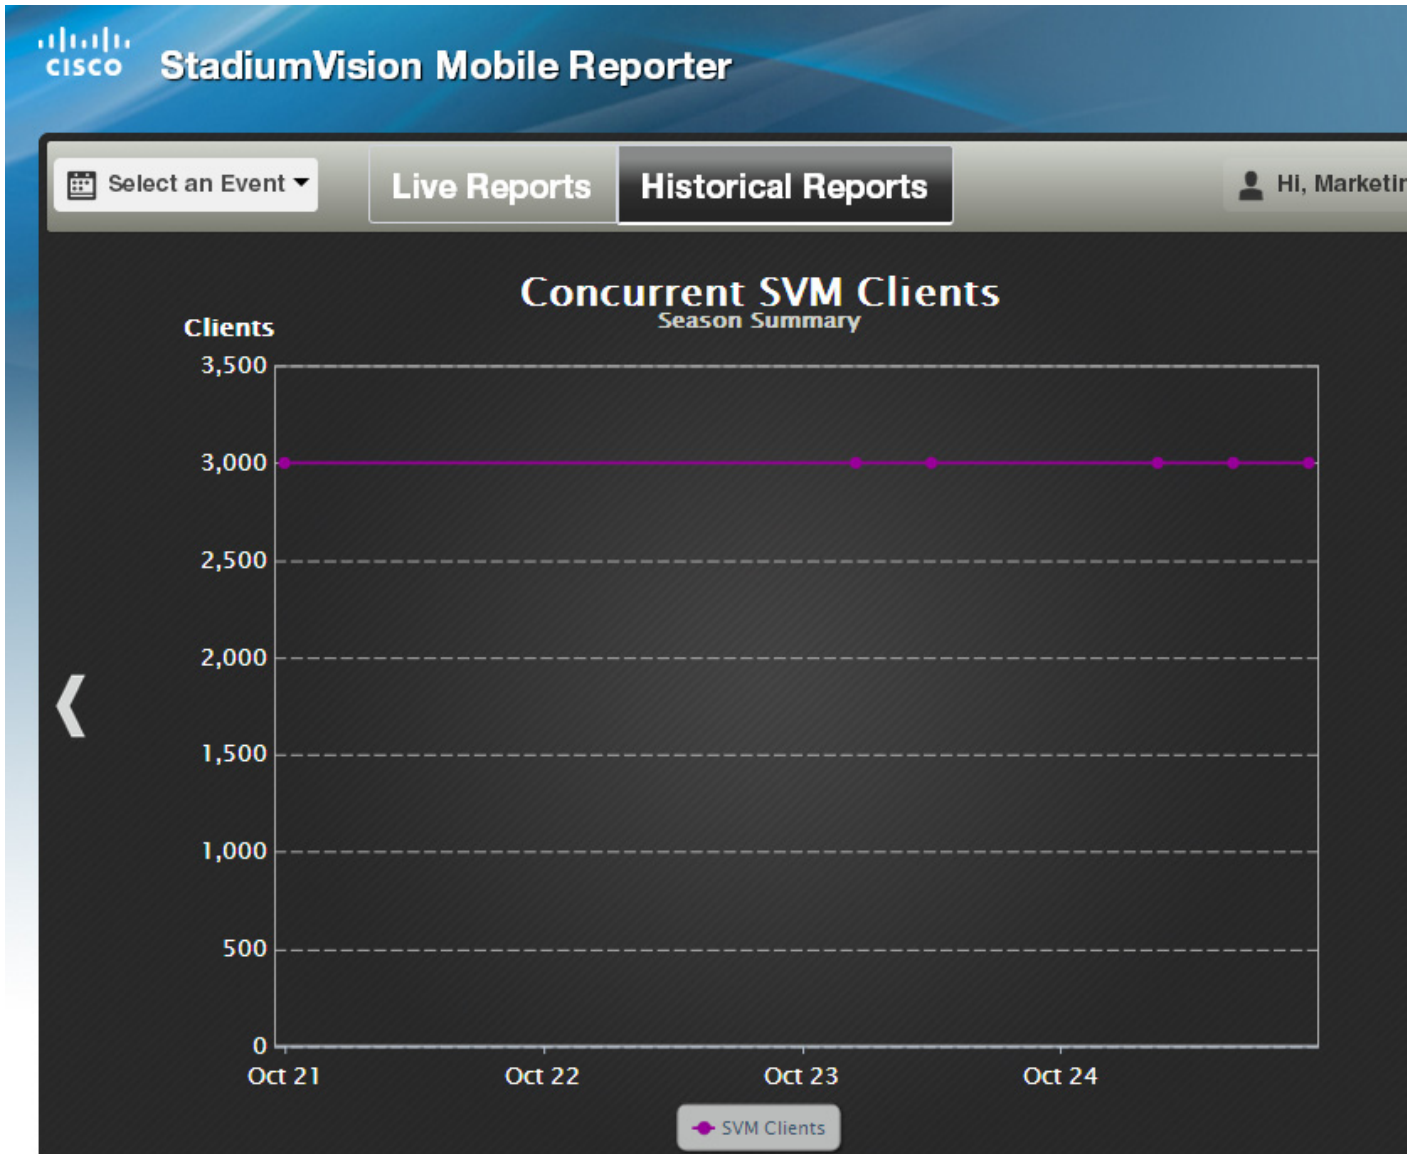 CISCO
StadiumVision Mobile Reporter
Select an Event
Live Reports
Historical Reports
Hi, Marketin
Concurrent SVM Clients
Season Summary
Clients
3,500
3,000
2,500
2,000
1,500
1,000
500
0
Oct 21
Oct 22
Oct 23
Oct 24
SVM Clients